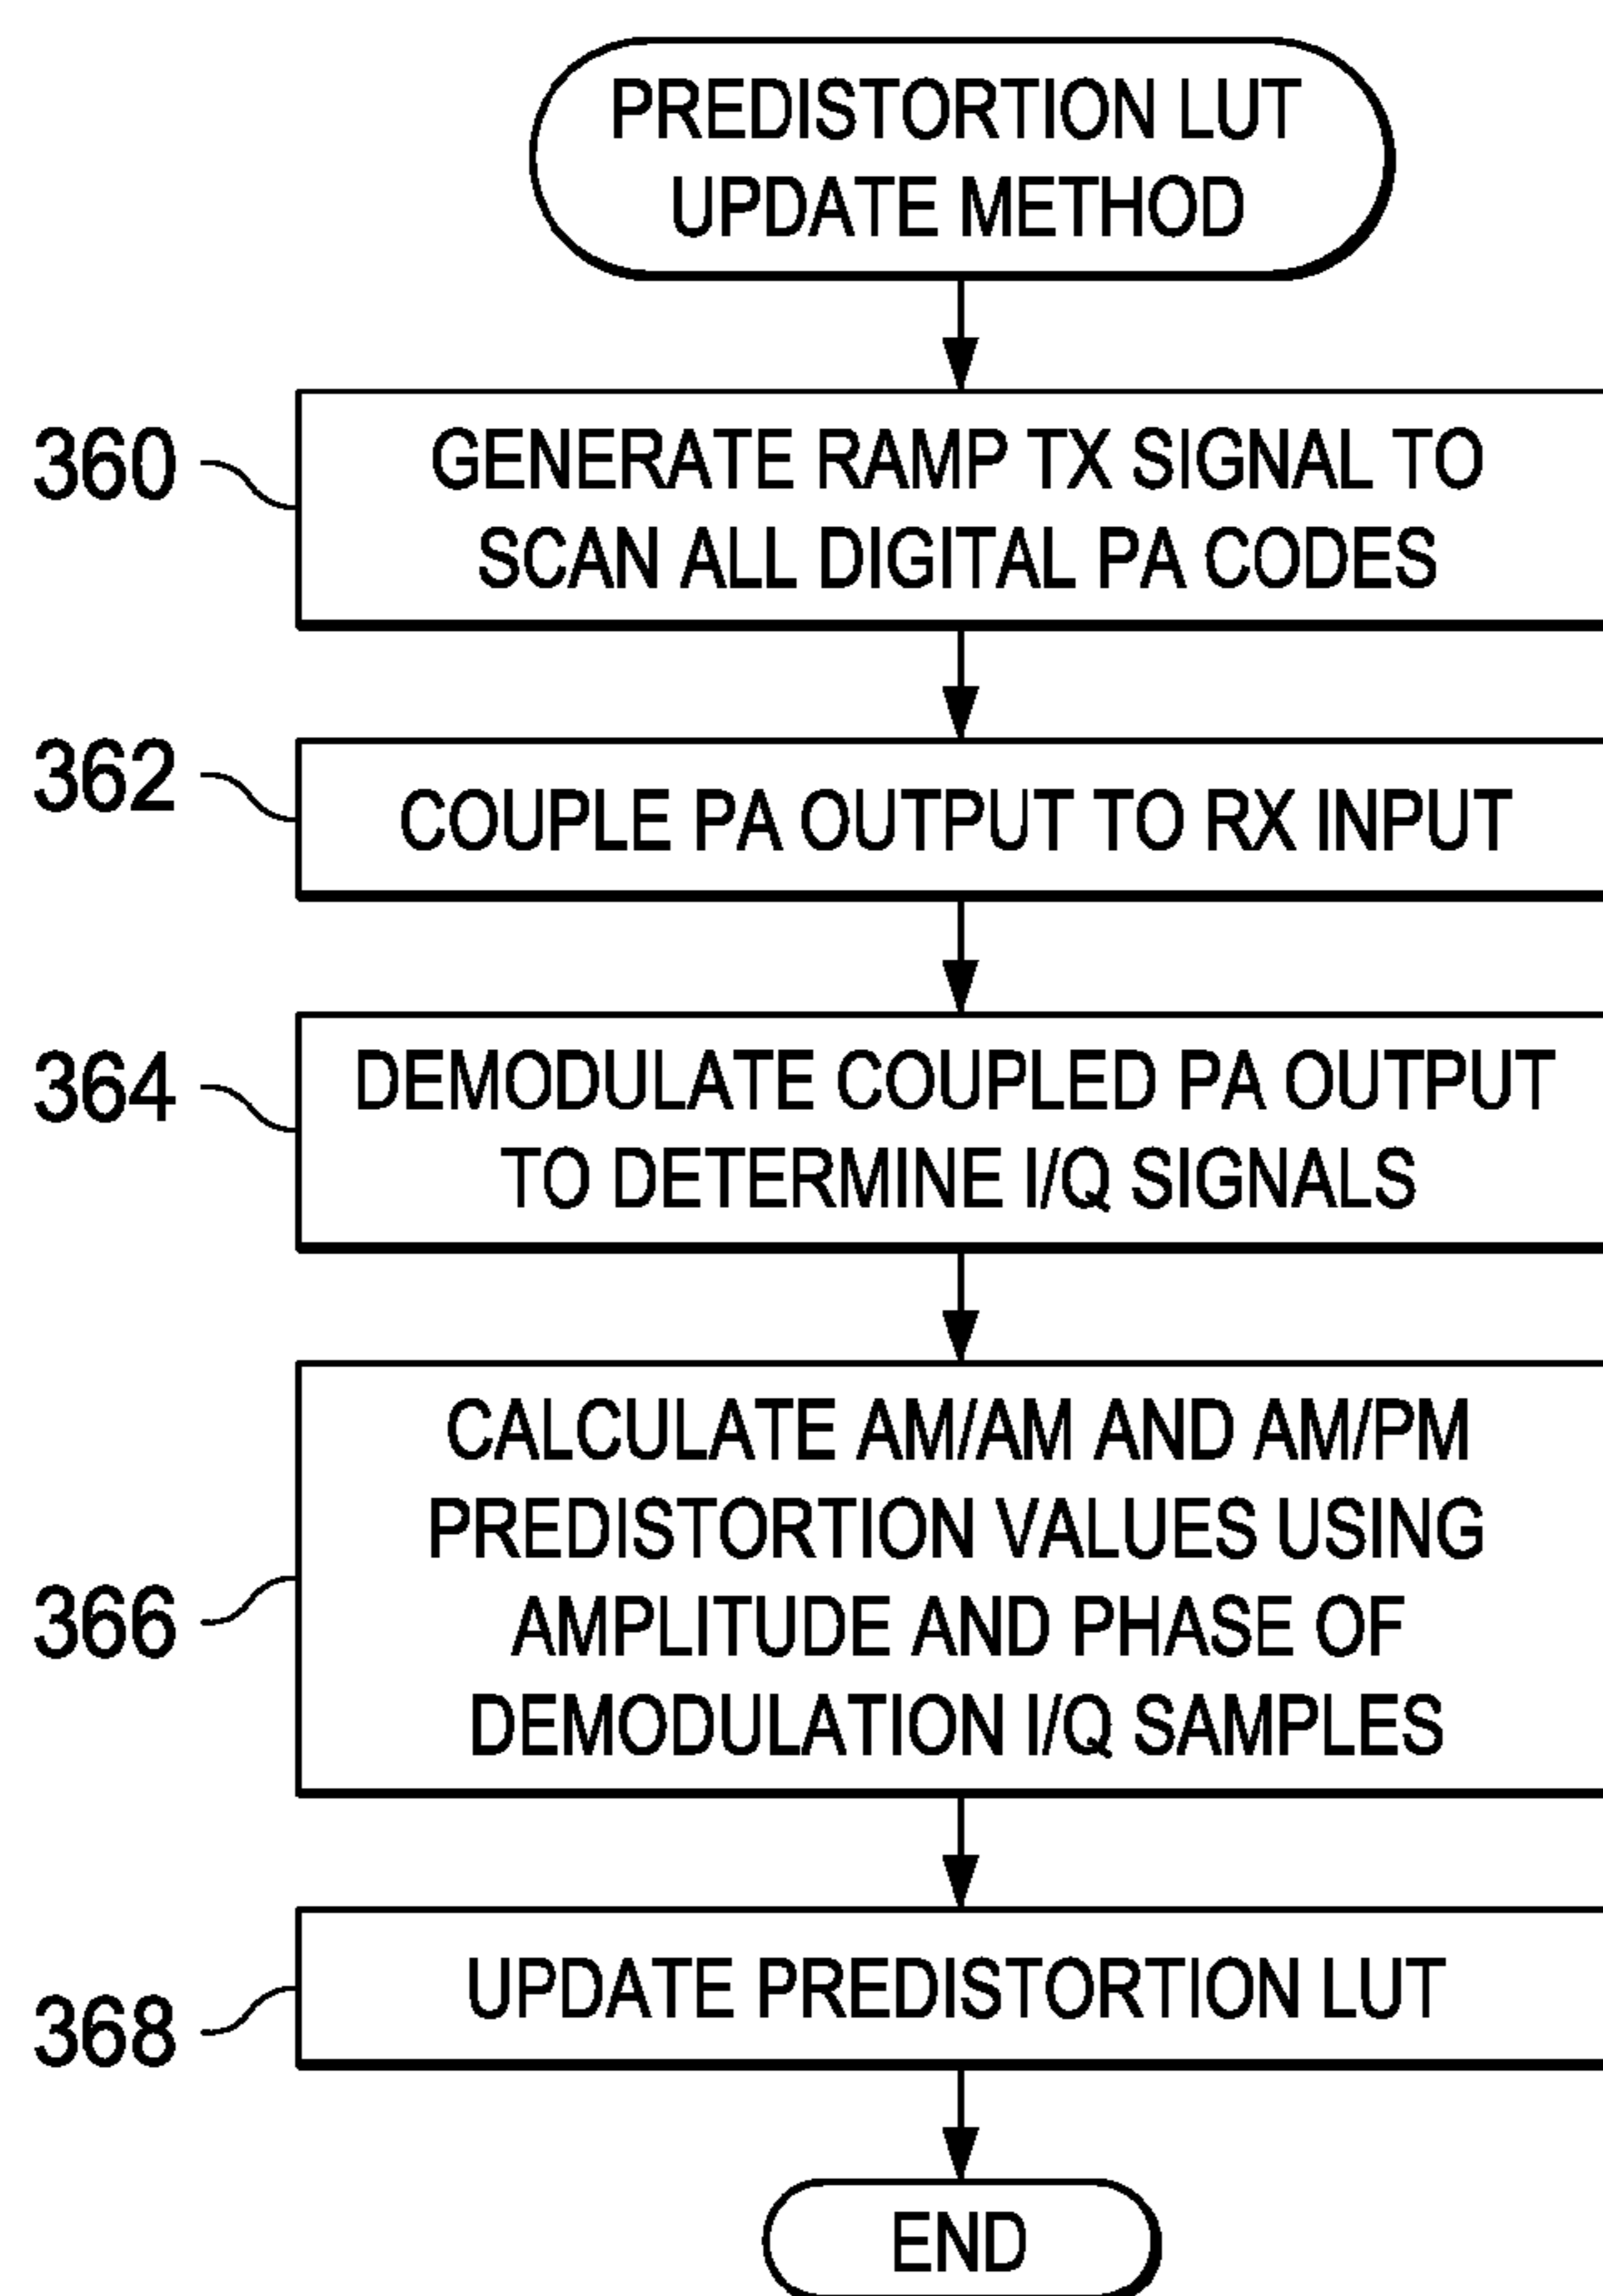 PREDISTORTION LUT
UPDATE METHOD
360
GENERATE RAMP TX SIGNAL TO
SCAN ALL DIGITAL PA CODES
362
COUPLE PA OUTPUT TO RX INPUT
364
DEMODULATE COUPLED PA OUTPUT
TO DETERMINE I/Q SIGNALS
366
CALCULATE AM/AM AND AM/PM
PREDISTORTION VALUES USING
AMPLITUDE AND PHASE OF
DEMODULATION I/Q SAMPLES
368
UPDATE PREDISTORTION LUT
END